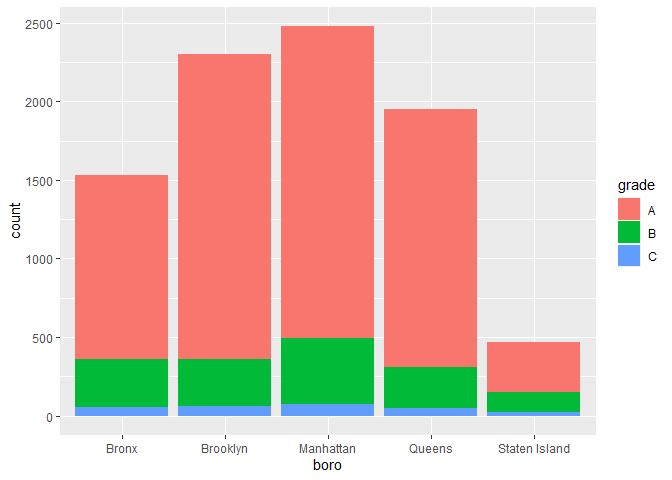 2500
2000
1500
1000
500
0
count
Bronx Brooklyn Manhattan Queens Staten Island
boro
grade
A
B
C